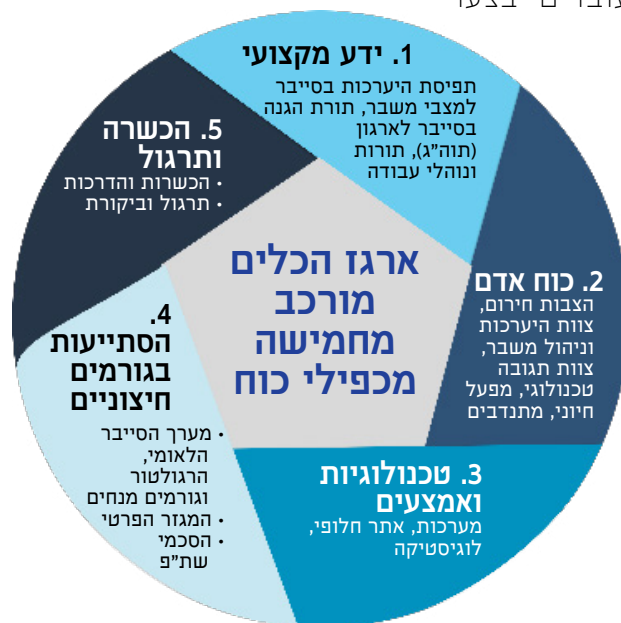 עובדים בצעד
1. ידע מקצועי
תפיסת היערכות בסייבר
למצבי משבר, תורת הגנה
בסייבר לארגון
(תוה"ג), תורות
ונוהלי עבודה
2. כוח אדם
הצבות חירום,
צוות היערכות
וניהול משבר,
צוות תגובה
טכנולוגי, מפעל
חיוני, מתנדבים
3. טכנולוגיות
ואמצעים
מערכות, אתר חלופי,
לוגיסטיקה
4.
הסתייעות
בגורמים
חיצוניים
• מערך הסייבר
הלאומי,
הרגולטור
וגורמים מנחים
• המגזר הפרטי
• הסכמי
שת"פ
5. הכשרה
ותרגול
• הכשרות והדרכות
• תרגול וביקורת
ארגז הכלים
מורכב
מחמישה
מכפילי כוח